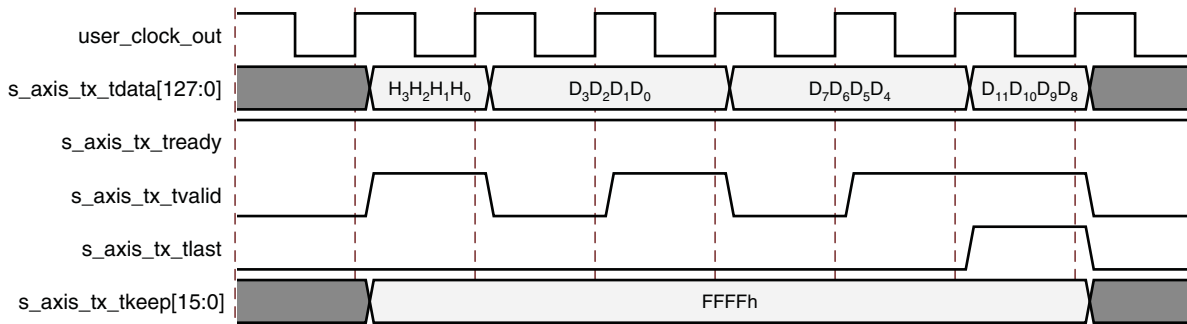 user_clock_out
s_axis_tx_tdata[127:0] H₃H₂H₁H₀ D₃D₂D₁D₀ D₇D₆D₅D₄ D₁₁D₁₀D₉D₈
s_axis_tx_tready
s_axis_tx_tvalid
s_axis_tx_tlast
s_axis_tx_tkeep[15:0] FFFFh